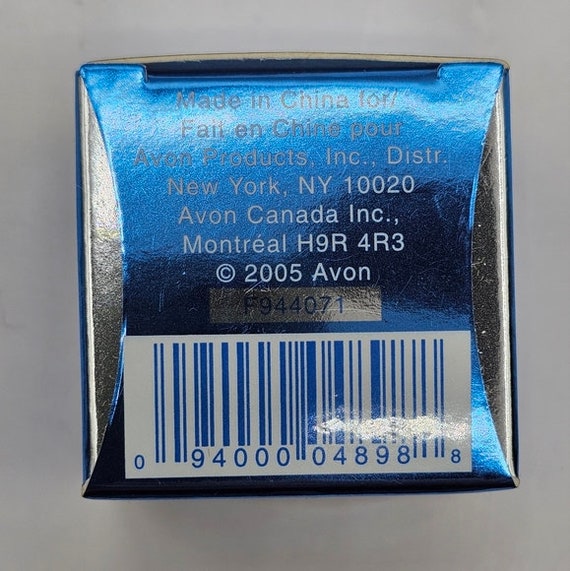 Made in China for/
Fait en Chine pour
Avon Products, Inc., Distr.
New York, NY 10020
Avon Canada Inc.,
Montréal H9R 4R3
© 2005 Avon
F944071
0 94000 04898 8